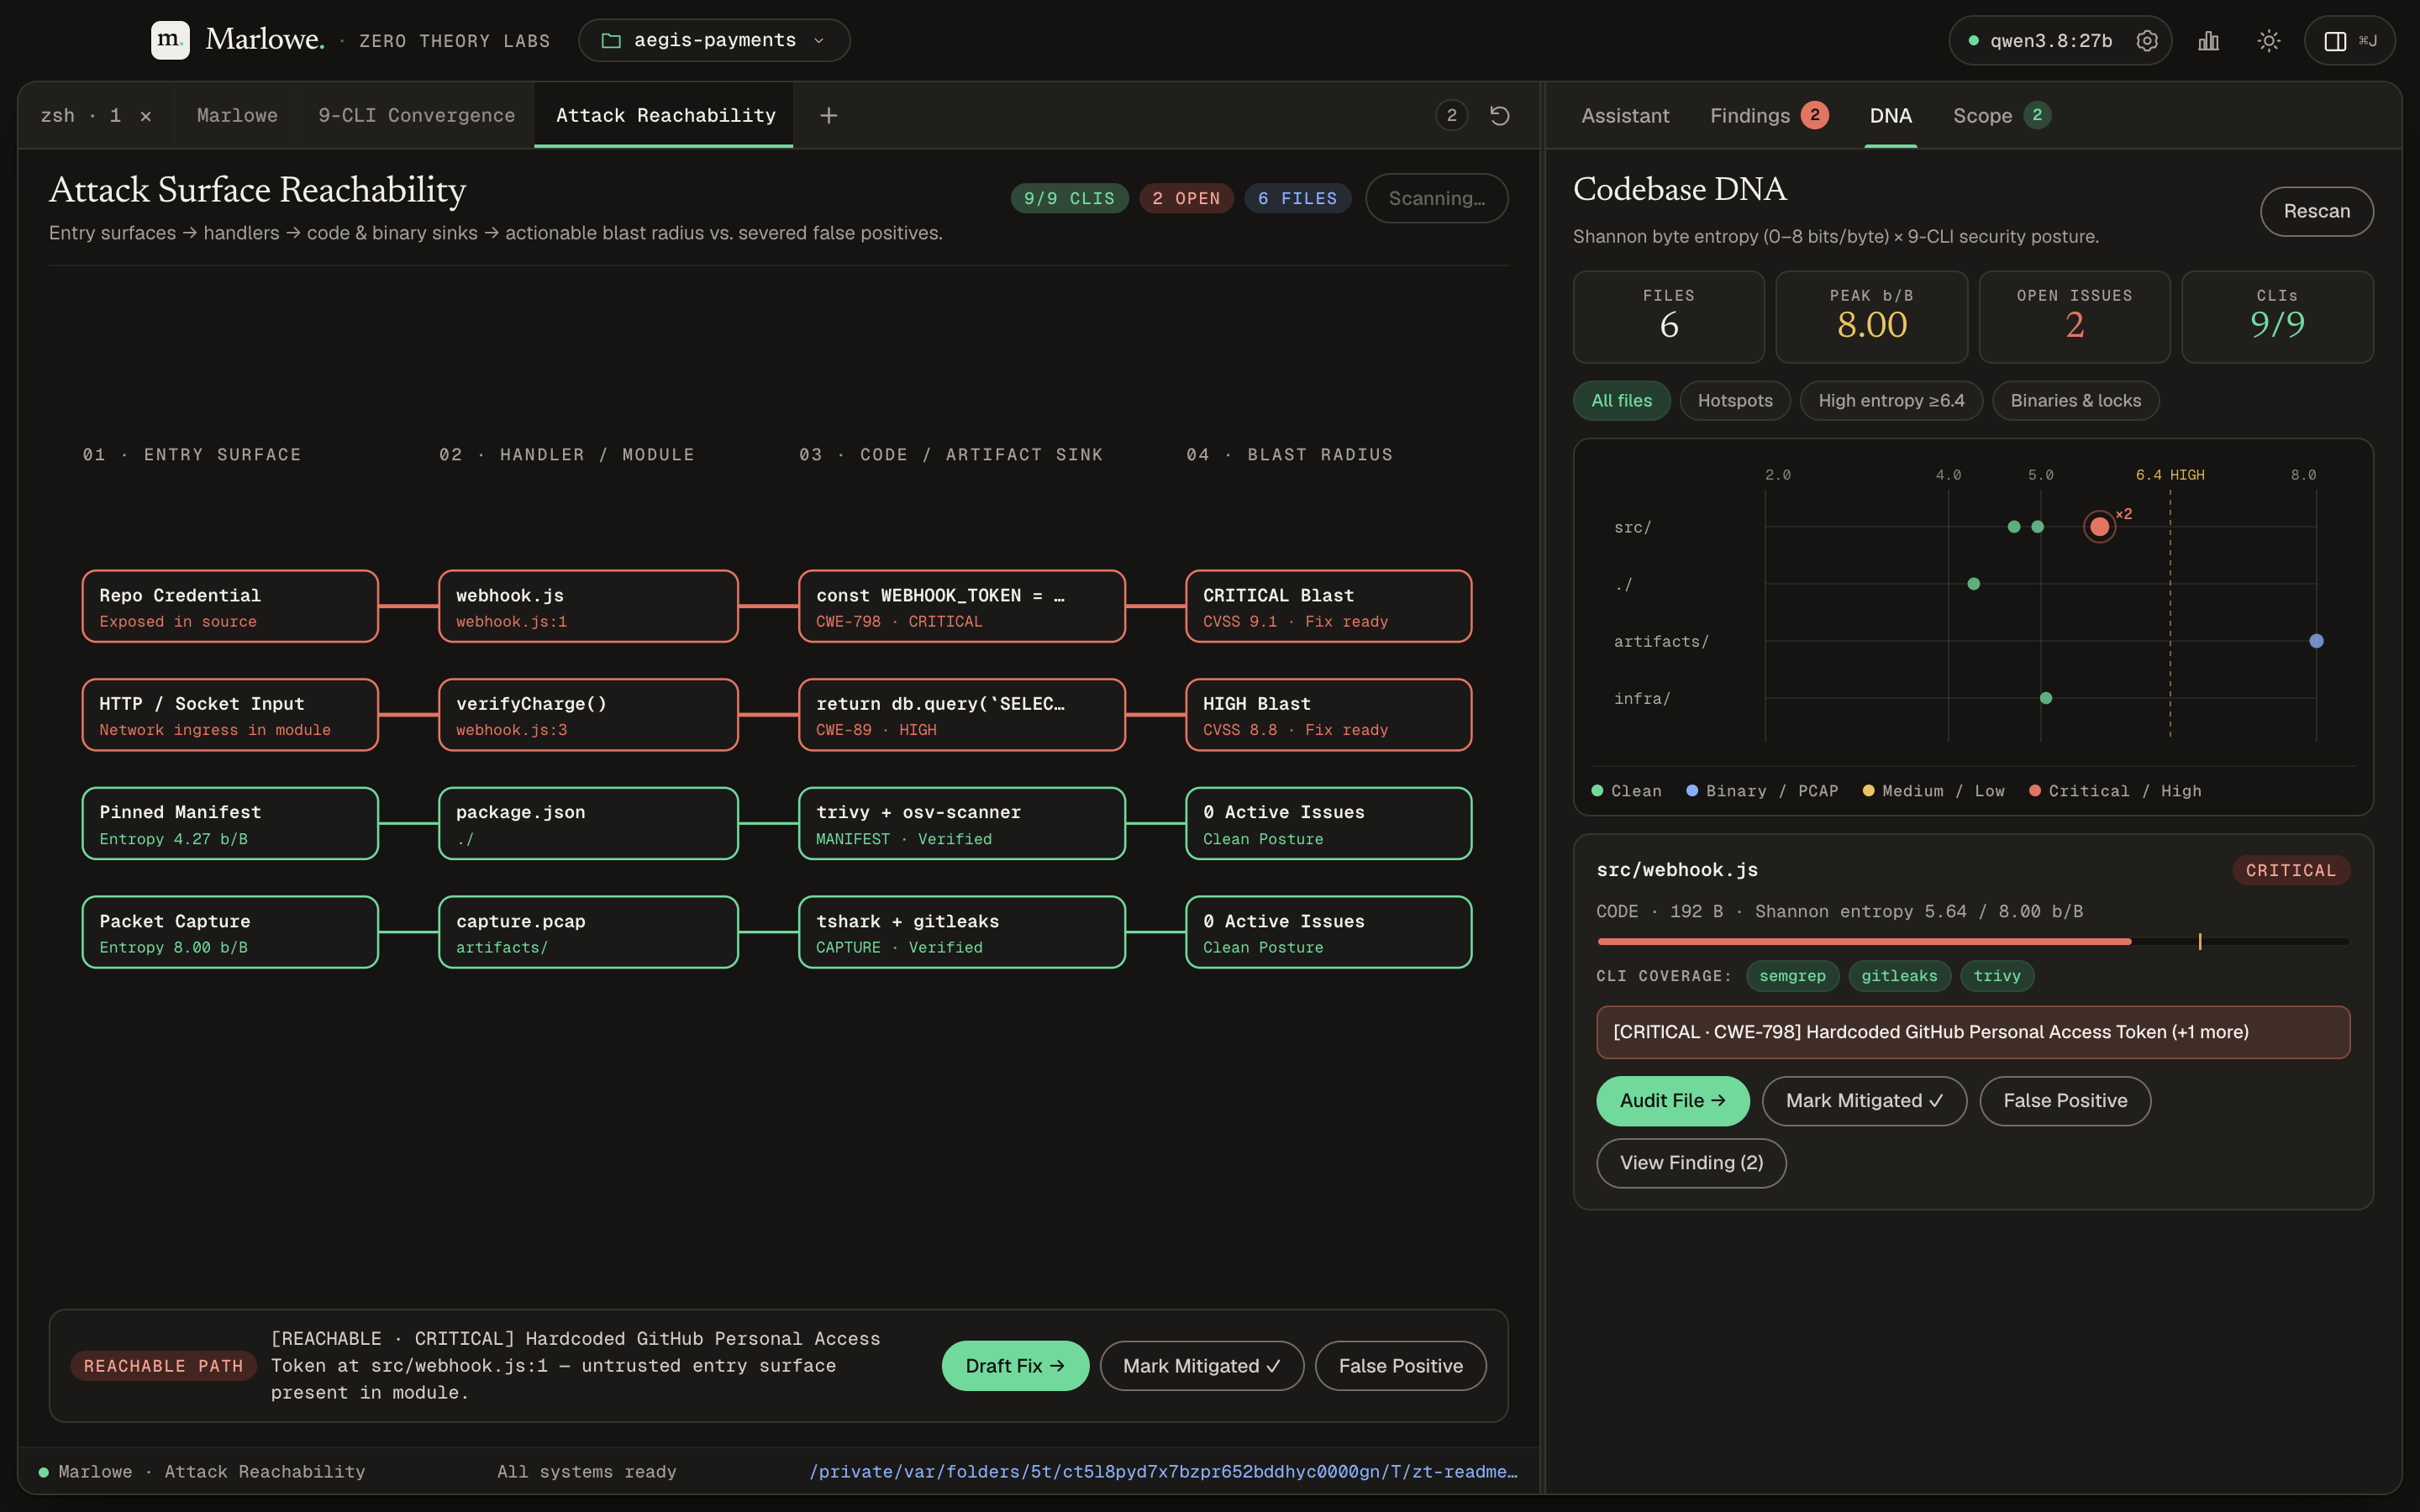 m. Marlowe. · ZERO THEORY LABS aegis-payments qwen3.8:27b ⌘J
zsh · 1 × Marlowe 9-CLI Convergence Attack Reachability + 2
Attack Surface Reachability
9/9 CLIS 2 OPEN 6 FILES Scanning…
Entry surfaces → handlers → code & binary sinks → actionable blast radius vs. severed false positives.
01 · ENTRY SURFACE 02 · HANDLER / MODULE 03 · CODE / ARTIFACT SINK 04 · BLAST RADIUS
Repo Credential webhook.js const WEBHOOK_TOKEN = … CRITICAL Blast
Exposed in source webhook.js:1 CWE-798 · CRITICAL CVSS 9.1 · Fix ready
HTTP / Socket Input verifyCharge() return db.query(`SELEC… HIGH Blast
Network ingress in module webhook.js:3 CWE-89 · HIGH CVSS 8.8 · Fix ready
Pinned Manifest package.json trivy + osv-scanner 0 Active Issues
Entropy 4.27 b/B ./ MANIFEST · Verified Clean Posture
Packet Capture capture.pcap tshark + gitleaks 0 Active Issues
Entropy 8.00 b/B artifacts/ CAPTURE · Verified Clean Posture
REACHABLE PATH
[REACHABLE · CRITICAL] Hardcoded GitHub Personal Access
Token at src/webhook.js:1 — untrusted entry surface
present in module.
Draft Fix → Mark Mitigated ✓ False Positive
Marlowe · Attack Reachability All systems ready /private/var/folders/5t/ct5l8pyd7x7bzpr652bddhyc0000gn/T/zt-readme…
Assistant Findings 2 DNA Scope 2
Codebase DNA
Rescan
Shannon byte entropy (0–8 bits/byte) × 9-CLI security posture.
FILES PEAK b/B OPEN ISSUES CLIs
6 8.00 2 9/9
All files Hotspots High entropy ≥6.4 Binaries & locks
2.0 4.0 5.0 6.4 HIGH 8.0
src/ ×2
./
artifacts/
infra/
Clean Binary / PCAP Medium / Low Critical / High
src/webhook.js CRITICAL
CODE · 192 B · Shannon entropy 5.64 / 8.00 b/B
CLI COVERAGE: semgrep gitleaks trivy
[CRITICAL · CWE-798] Hardcoded GitHub Personal Access Token (+1 more)
Audit File → Mark Mitigated ✓ False Positive
View Finding (2)